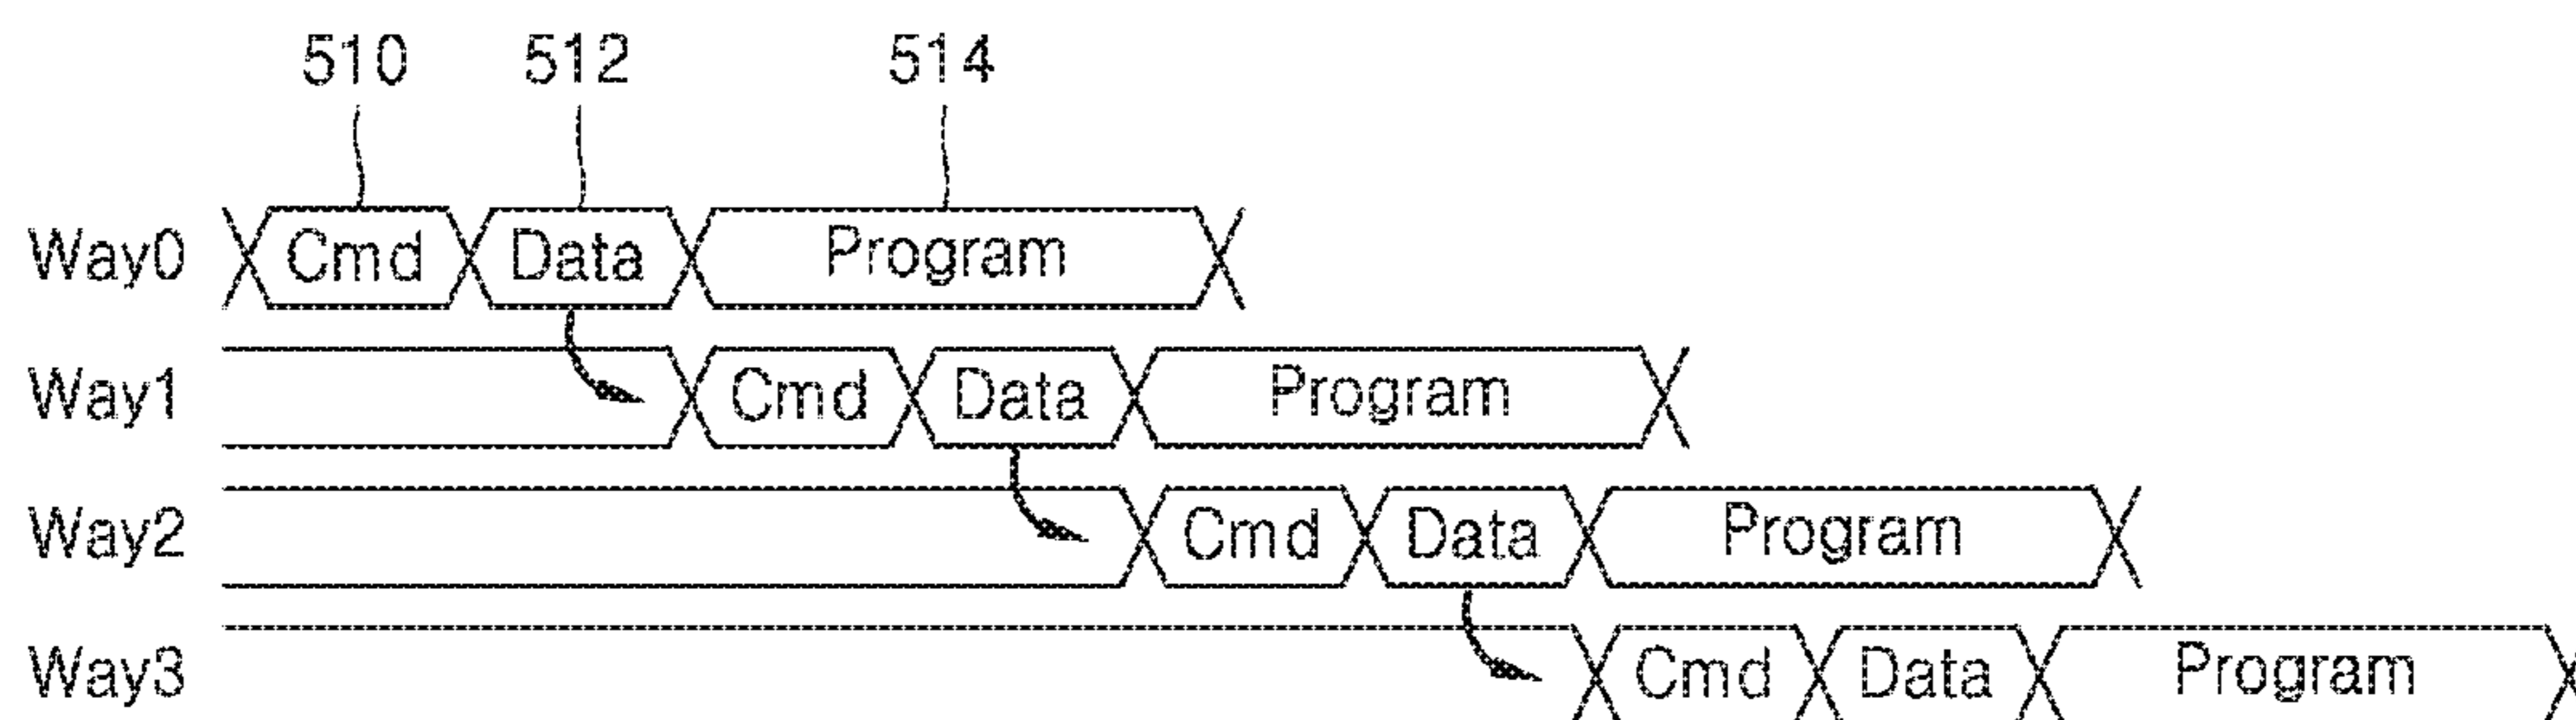 510 512 514
Way0 Cmd Data Program
Way1 Cmd Data Program
Way2 Cmd Data Program
Way3 Cmd Data Program